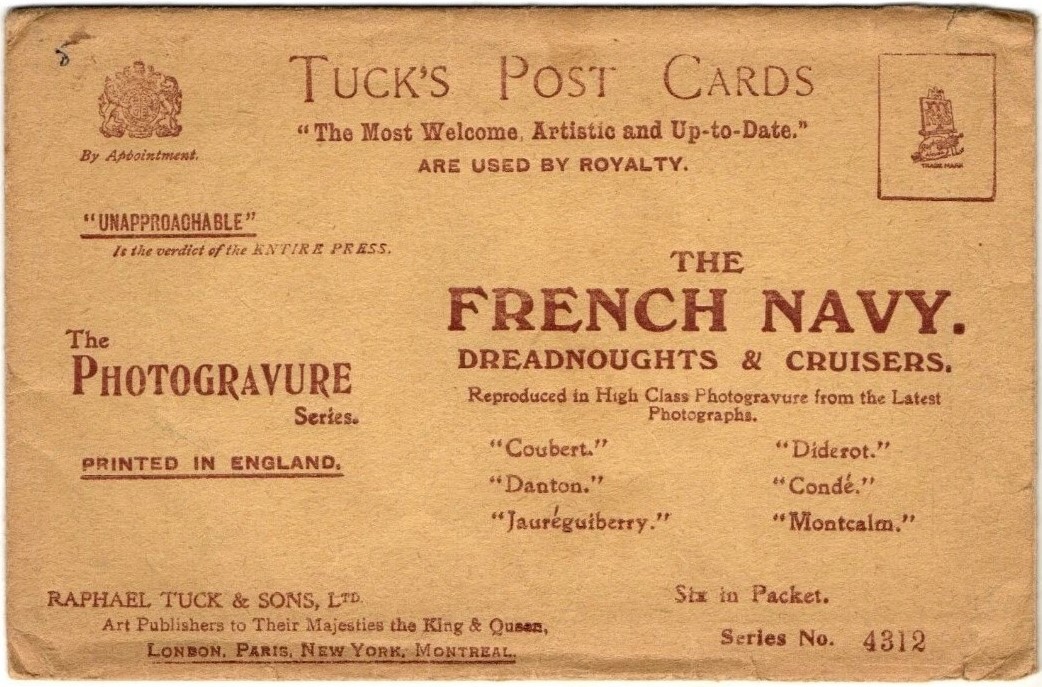 TUCK'S POST CARDS
"The Most Welcome, Artistic and Up-to-Date."
ARE USED BY ROYALTY.
By Appointment.
TRADE MARK
"UNAPPROACHABLE"
Is the verdict of the ENTIRE PRESS.
The
PHOTOGRAVURE
Series.
PRINTED IN ENGLAND.
THE
FRENCH NAVY.
DREADNOUGHTS & CRUISERS.
Reproduced in High Class Photogravure from the Latest
Photographs.
"Coubert." "Diderot."
"Danton." "Condé."
"Jauréguiberry." "Montcalm."
RAPHAEL TUCK & SONS, LTD.
Art Publishers to Their Majesties the King & Queen,
LONDON, PARIS, NEW YORK, MONTREAL.
Six in Packet.
Series No. 4312